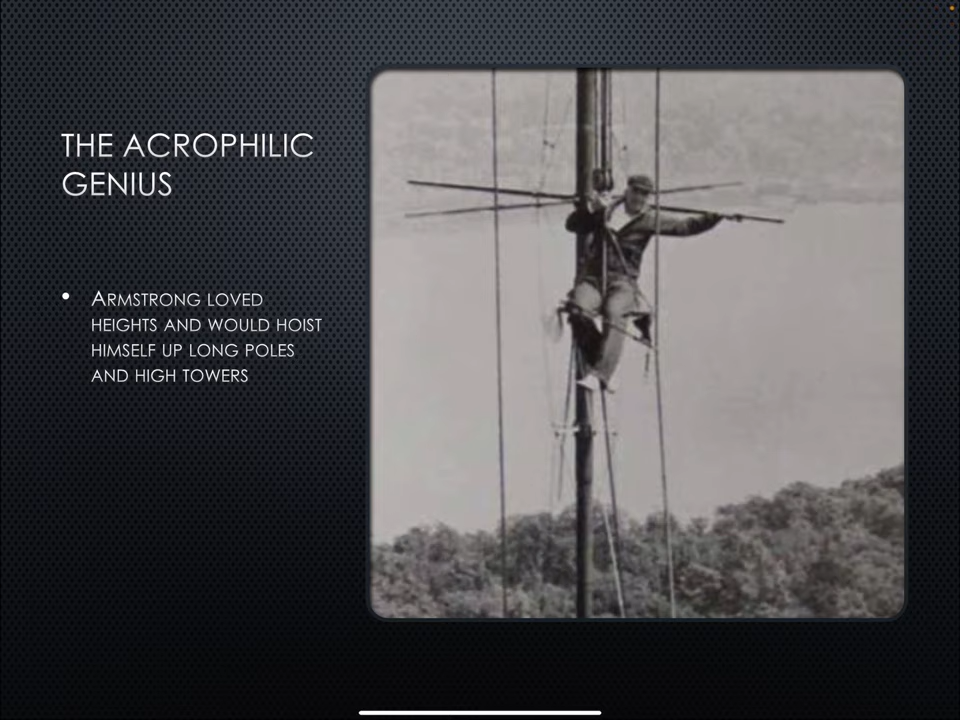 THE ACROPHILIC
GENIUS
• ARMSTRONG LOVED
HEIGHTS AND WOULD HOIST
HIMSELF UP LONG POLES
AND HIGH TOWERS